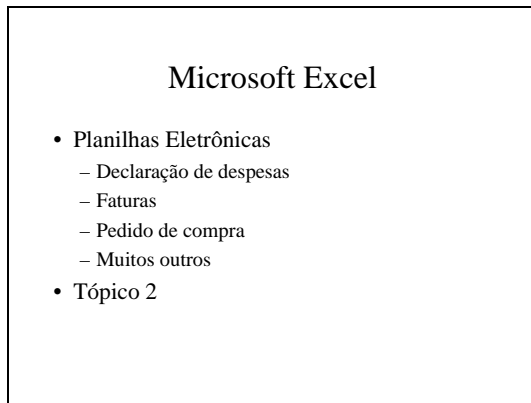 Microsoft Excel
• Planilhas Eletrônicas
– Declaração de despesas
– Faturas
– Pedido de compra
– Muitos outros
• Tópico 2